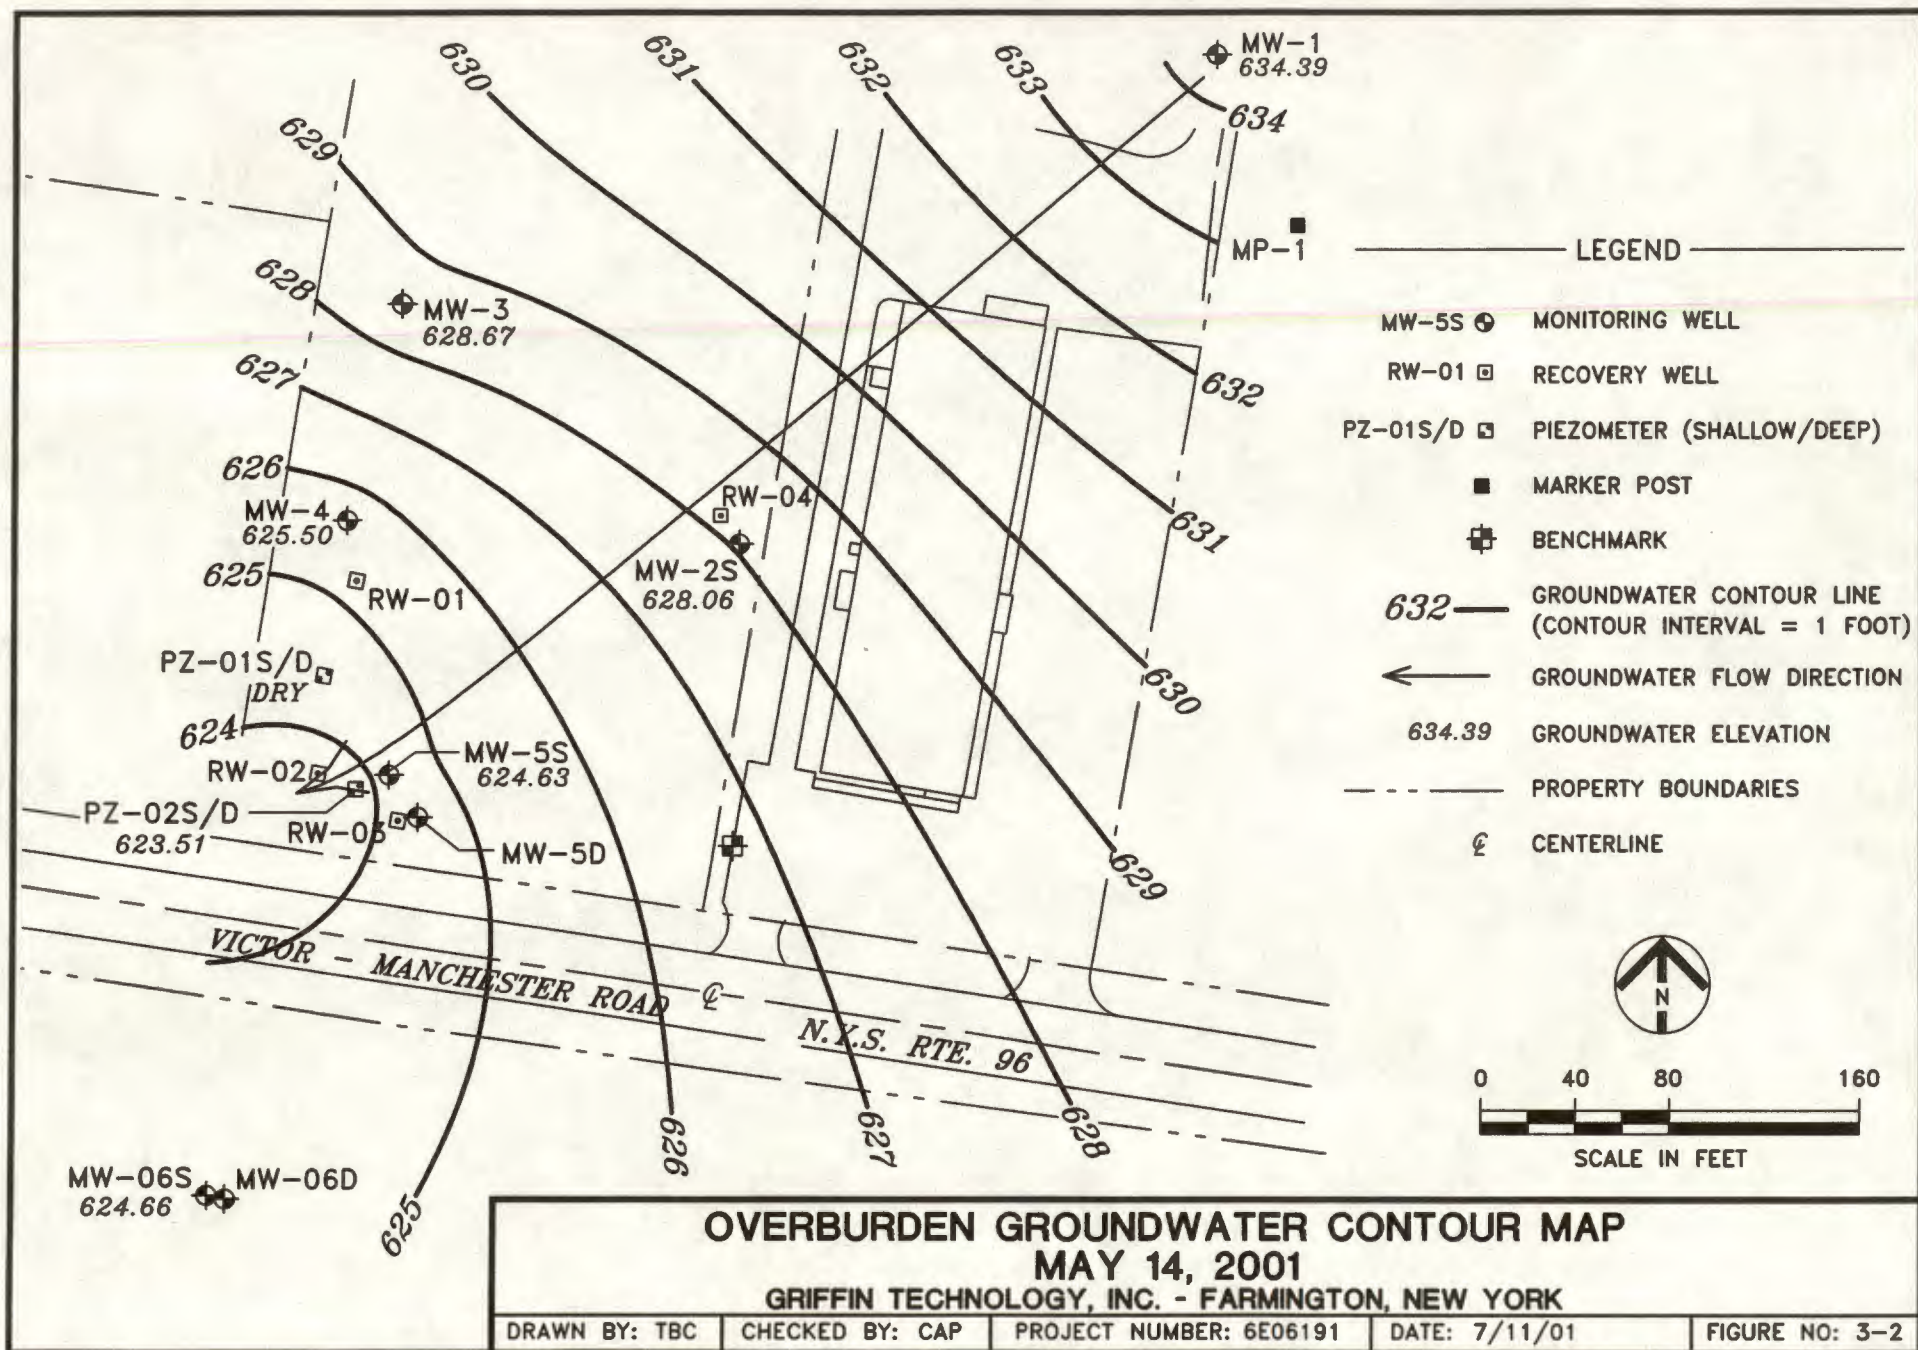 630
631
632
633
MW-1
634.39
634
629
MP-1
LEGEND
628
MW-3
628.67
MW-5S MONITORING WELL
627
RW-01 RECOVERY WELL
632
PZ-01S/D PIEZOMETER (SHALLOW/DEEP)
626
MARKER POST
RW-04
MW-4
625.50
631
BENCHMARK
625
RW-01
MW-2S
628.06
632 GROUNDWATER CONTOUR LINE
(CONTOUR INTERVAL = 1 FOOT)
PZ-01S/D
DRY
630
GROUNDWATER FLOW DIRECTION
624
634.39 GROUNDWATER ELEVATION
RW-02
MW-5S
624.63
PROPERTY BOUNDARIES
PZ-02S/D
623.51
RW-03
MW-5D
℄ CENTERLINE
629
VICTOR - MANCHESTER ROAD ℄ N.Y.S. RTE. 96
N
0 40 80 160
SCALE IN FEET
626
627
628
MW-06S
624.66
MW-06D
625
OVERBURDEN GROUNDWATER CONTOUR MAP
MAY 14, 2001
GRIFFIN TECHNOLOGY, INC. - FARMINGTON, NEW YORK
DRAWN BY: TBC CHECKED BY: CAP PROJECT NUMBER: 6E06191 DATE: 7/11/01 FIGURE NO: 3-2